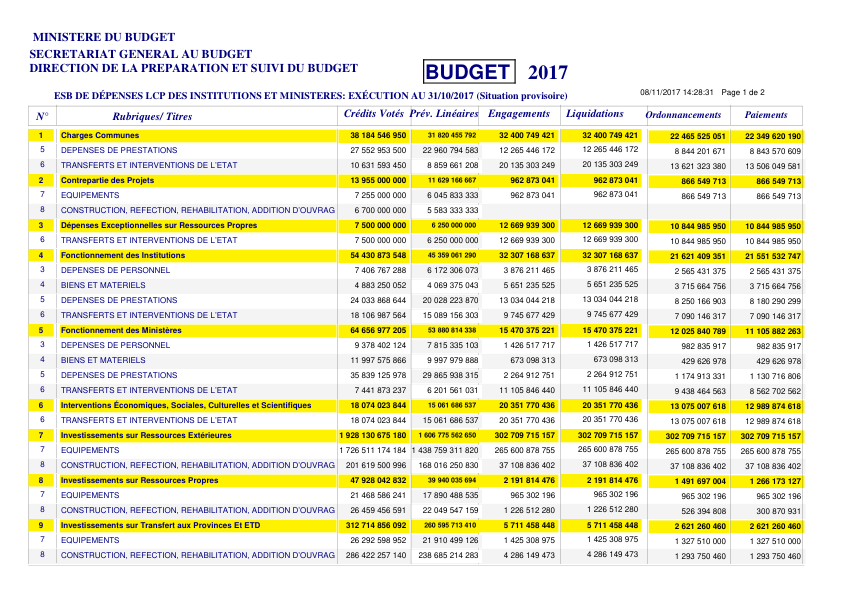 MINISTERE DU BUDGET
SECRETARIAT GENERAL AU BUDGET
DIRECTION DE LA PREPARATION ET SUIVI DU BUDGET
BUDGET 2017
ESB DE DÉPENSES LCP DES INSTITUTIONS ET MINISTERES: EXÉCUTION AU 31/10/2017 (Situation provisoire) 08/11/2017 14:28:31 Page 1 de 2
N° Rubriques/ Titres Crédits Votés Prév. Linéaires Engagements Liquidations Ordonnancements Paiements
1 Charges Communes 38 184 546 950 31 820 455 792 32 400 749 421 32 400 749 421 22 465 525 051 22 349 620 190
5 DEPENSES DE PRESTATIONS 27 552 953 500 22 960 794 583 12 265 446 172 12 265 446 172 8 844 201 671 8 843 570 609
6 TRANSFERTS ET INTERVENTIONS DE L'ETAT 10 631 593 450 8 859 661 208 20 135 303 249 20 135 303 249 13 621 323 380 13 506 049 581
2 Contrepartie des Projets 13 955 000 000 11 629 166 667 962 873 041 962 873 041 866 549 713 866 549 713
7 EQUIPEMENTS 7 255 000 000 6 045 833 333 962 873 041 962 873 041 866 549 713 866 549 713
8 CONSTRUCTION, REFECTION, REHABILITATION, ADDITION D'OUVRAG 6 700 000 000 5 583 333 333
3 Dépenses Exceptionnelles sur Ressources Propres 7 500 000 000 6 250 000 000 12 669 939 300 12 669 939 300 10 844 985 950 10 844 985 950
6 TRANSFERTS ET INTERVENTIONS DE L'ETAT 7 500 000 000 6 250 000 000 12 669 939 300 12 669 939 300 10 844 985 950 10 844 985 950
4 Fonctionnement des Institutions 54 430 873 548 45 359 061 290 32 307 168 637 32 307 168 637 21 621 409 351 21 551 532 747
3 DEPENSES DE PERSONNEL 7 406 767 288 6 172 306 073 3 876 211 465 3 876 211 465 2 565 431 375 2 565 431 375
4 BIENS ET MATERIELS 4 883 250 052 4 069 375 043 5 651 235 525 5 651 235 525 3 715 664 756 3 715 664 756
5 DEPENSES DE PRESTATIONS 24 033 868 644 20 028 223 870 13 034 044 218 13 034 044 218 8 250 166 903 8 180 290 299
6 TRANSFERTS ET INTERVENTIONS DE L'ETAT 18 106 987 564 15 089 156 303 9 745 677 429 9 745 677 429 7 090 146 317 7 090 146 317
5 Fonctionnement des Ministères 64 656 977 205 53 880 814 338 15 470 375 221 15 470 375 221 12 025 840 789 11 105 882 263
3 DEPENSES DE PERSONNEL 9 378 402 124 7 815 335 103 1 426 517 717 1 426 517 717 982 835 917 982 835 917
4 BIENS ET MATERIELS 11 997 575 866 9 997 979 888 673 098 313 673 098 313 429 626 978 429 626 978
5 DEPENSES DE PRESTATIONS 35 839 125 978 29 865 938 315 2 264 912 751 2 264 912 751 1 174 913 331 1 130 716 806
6 TRANSFERTS ET INTERVENTIONS DE L'ETAT 7 441 873 237 6 201 561 031 11 105 846 440 11 105 846 440 9 438 464 563 8 562 702 562
6 Interventions Économiques, Sociales, Culturelles et Scientifiques 18 074 023 844 15 061 686 537 20 351 770 436 20 351 770 436 13 075 007 618 12 989 874 618
6 TRANSFERTS ET INTERVENTIONS DE L'ETAT 18 074 023 844 15 061 686 537 20 351 770 436 20 351 770 436 13 075 007 618 12 989 874 618
7 Investissements sur Ressources Extérieures 1 928 130 675 180 1 606 775 562 650 302 709 715 157 302 709 715 157 302 709 715 157 302 709 715 157
7 EQUIPEMENTS 1 726 511 174 184 1 438 759 311 820 265 600 878 755 265 600 878 755 265 600 878 755 265 600 878 755
8 CONSTRUCTION, REFECTION, REHABILITATION, ADDITION D'OUVRAG 201 619 500 996 168 016 250 830 37 108 836 402 37 108 836 402 37 108 836 402 37 108 836 402
8 Investissements sur Ressources Propres 47 928 042 832 39 940 035 694 2 191 814 476 2 191 814 476 1 491 697 004 1 266 173 127
7 EQUIPEMENTS 21 468 586 241 17 890 488 535 965 302 196 965 302 196 965 302 196 965 302 196
8 CONSTRUCTION, REFECTION, REHABILITATION, ADDITION D'OUVRAG 26 459 456 591 22 049 547 159 1 226 512 280 1 226 512 280 526 394 808 300 870 931
9 Investissements sur Transfert aux Provinces Et ETD 312 714 856 092 260 595 713 410 5 711 458 448 5 711 458 448 2 621 260 460 2 621 260 460
7 EQUIPEMENTS 26 292 598 952 21 910 499 126 1 425 308 975 1 425 308 975 1 327 510 000 1 327 510 000
8 CONSTRUCTION, REFECTION, REHABILITATION, ADDITION D'OUVRAG 286 422 257 140 238 685 214 283 4 286 149 473 4 286 149 473 1 293 750 460 1 293 750 460